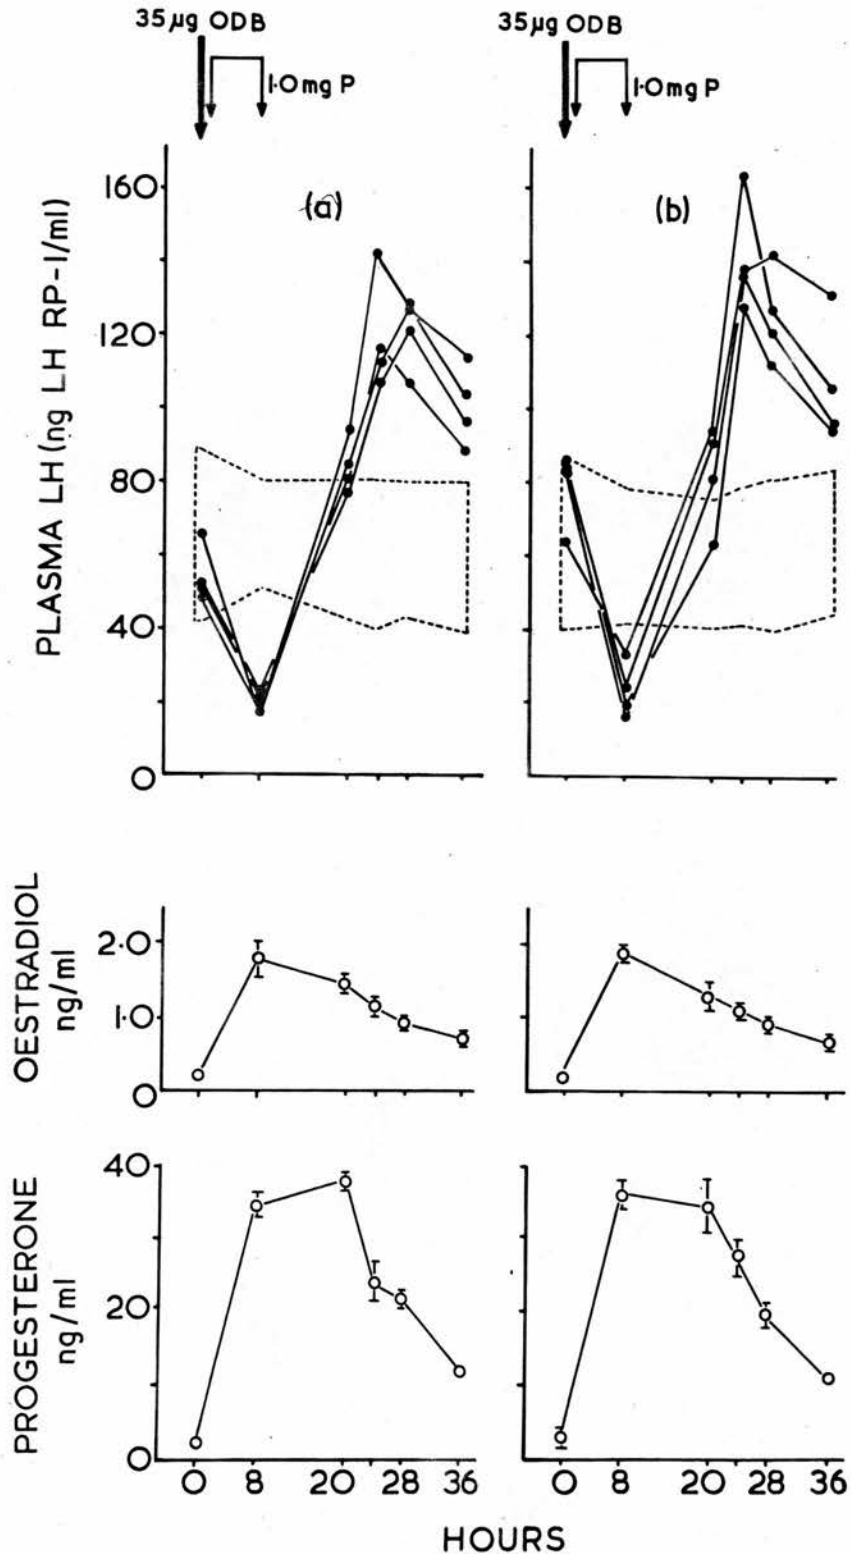 35μg ODB
1·0mg P
35μg ODB
1·0mg P
PLASMA LH (ng LH RP-1/ml)
160
120
80
40
0
(a)
(b)
OESTRADIOL
ng/ml
2·0
1·0
0
PROGESTERONE
ng/ml
40
20
0
0 8 20 28 36
0 8 20 28 36
HOURS